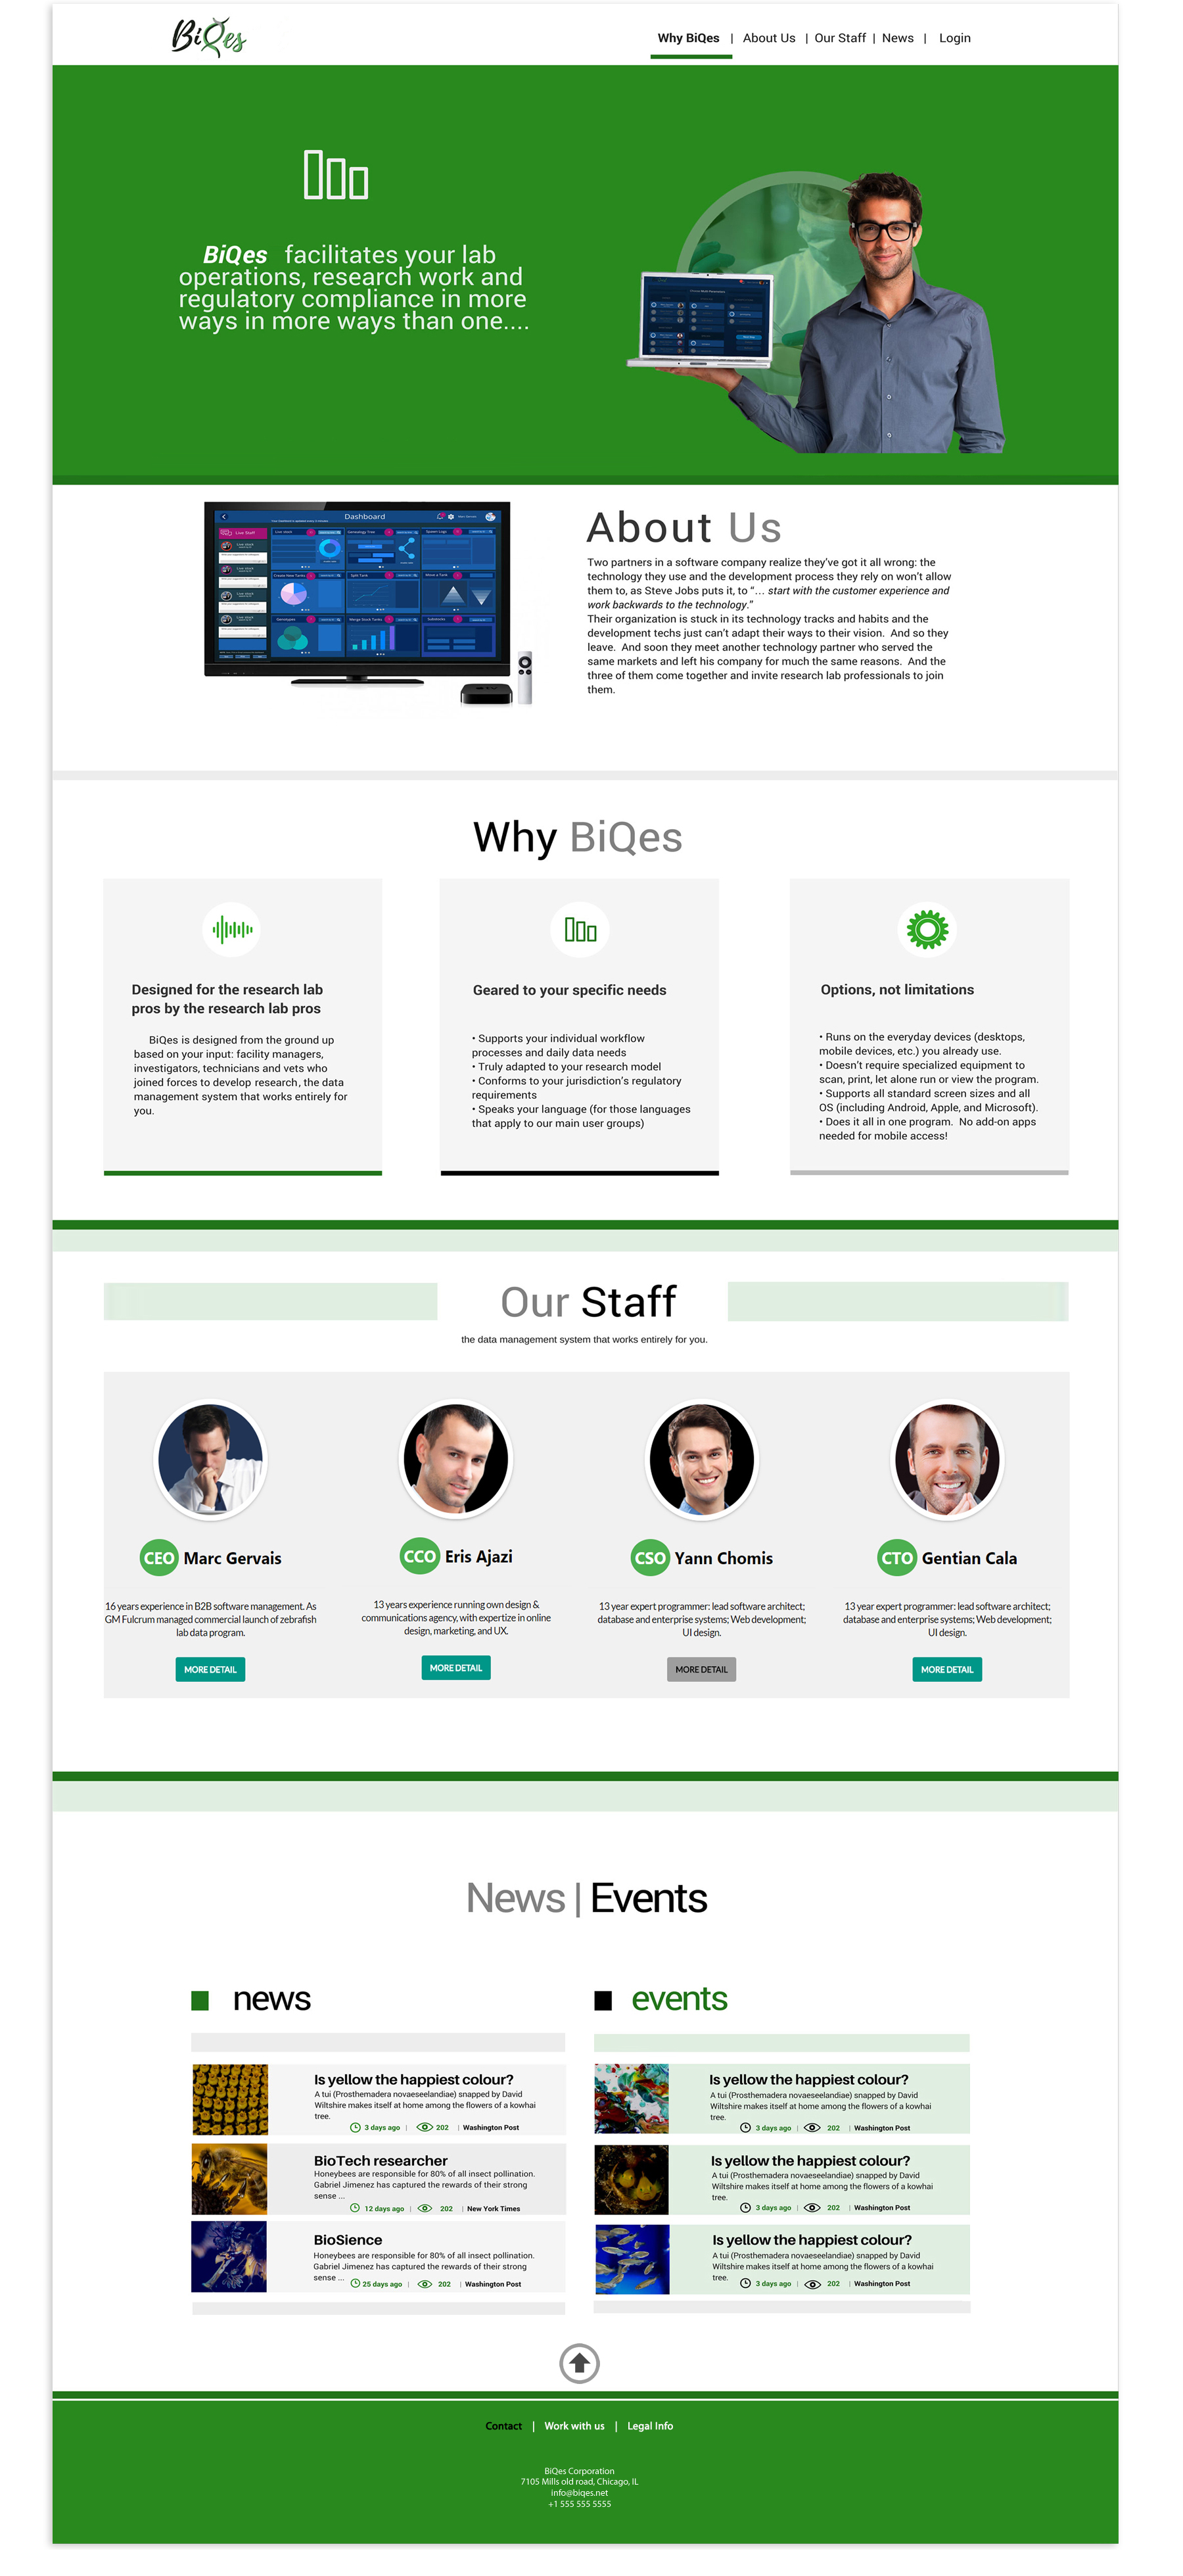 BiQes
Why BiQes | About Us | Our Staff | News | Login
BiQes facilitates your lab
operations, research work and
regulatory compliance in more
ways in more ways than one....
Dashboard
Live Staff
About Us
Two partners in a software company realize they've got it all wrong: the
technology they use and the development process they rely on won't allow
them to, as Steve Jobs puts it, to "... start with the customer experience and
work backwards to the technology."
Their organization is stuck in its technology tracks and habits and the
development techs just can't adapt their ways to their vision. And so they
leave. And soon they meet another technology partner who served the
same markets and left his company for much the same reasons. And the
three of them come together and invite research lab professionals to join
them.
Why BiQes
Designed for the research lab
pros by the research lab pros
BiQes is designed from the ground up
based on your input: facility managers,
investigators, technicians and vets who
joined forces to develop research, the data
management system that works entirely for
you.
Geared to your specific needs
• Supports your individual workflow
processes and daily data needs
• Truly adapted to your research model
• Conforms to your jurisdiction's regulatory
requirements
• Speaks your language (for those languages
that apply to our main user groups)
Options, not limitations
• Runs on the everyday devices (desktops,
mobile devices, etc.) you already use.
• Doesn't require specialized equipment to
scan, print, let alone run or view the program.
• Supports all standard screen sizes and all
OS (including Android, Apple, and Microsoft).
• Does it all in one program. No add-on apps
needed for mobile access!
Our Staff
the data management system that works entirely for you.
CEO Marc Gervais
16 years experience in B2B software management. As
GM Fulcrum managed commercial launch of zebrafish
lab data program.
MORE DETAIL
CCO Eris Ajazi
13 years experience running own design &
communications agency, with expertize in online
design, marketing, and UX.
MORE DETAIL
CSO Yann Chomis
13 year expert programmer: lead software architect;
database and enterprise systems; Web development;
UI design.
MORE DETAIL
CTO Gentian Cala
13 year expert programmer: lead software architect;
database and enterprise systems; Web development;
UI design.
MORE DETAIL
News | Events
news
Is yellow the happiest colour?
A tui (Prosthemadera novaeseelandiae) snapped by David
Wiltshire makes itself at home among the flowers of a kowhai
tree.
3 days ago | 202 | Washington Post
BioTech researcher
Honeybees are responsible for 80% of all insect pollination.
Gabriel Jimenez has captured the rewards of their strong
sense ...
12 days ago | 202 | New York Times
BioSience
Honeybees are responsible for 80% of all insect pollination.
Gabriel Jimenez has captured the rewards of their strong
sense ...
25 days ago | 202 | Washington Post
events
Is yellow the happiest colour?
A tui (Prosthemadera novaeseelandiae) snapped by David
Wiltshire makes itself at home among the flowers of a kowhai
tree.
3 days ago | 202 | Washington Post
Is yellow the happiest colour?
A tui (Prosthemadera novaeseelandiae) snapped by David
Wiltshire makes itself at home among the flowers of a kowhai
tree.
3 days ago | 202 | Washington Post
Is yellow the happiest colour?
A tui (Prosthemadera novaeseelandiae) snapped by David
Wiltshire makes itself at home among the flowers of a kowhai
tree.
3 days ago | 202 | Washington Post
Contact | Work with us | Legal Info
BiQes Corporation
7105 Mills old road, Chicago, IL
info@biqes.net
+1 555 555 5555